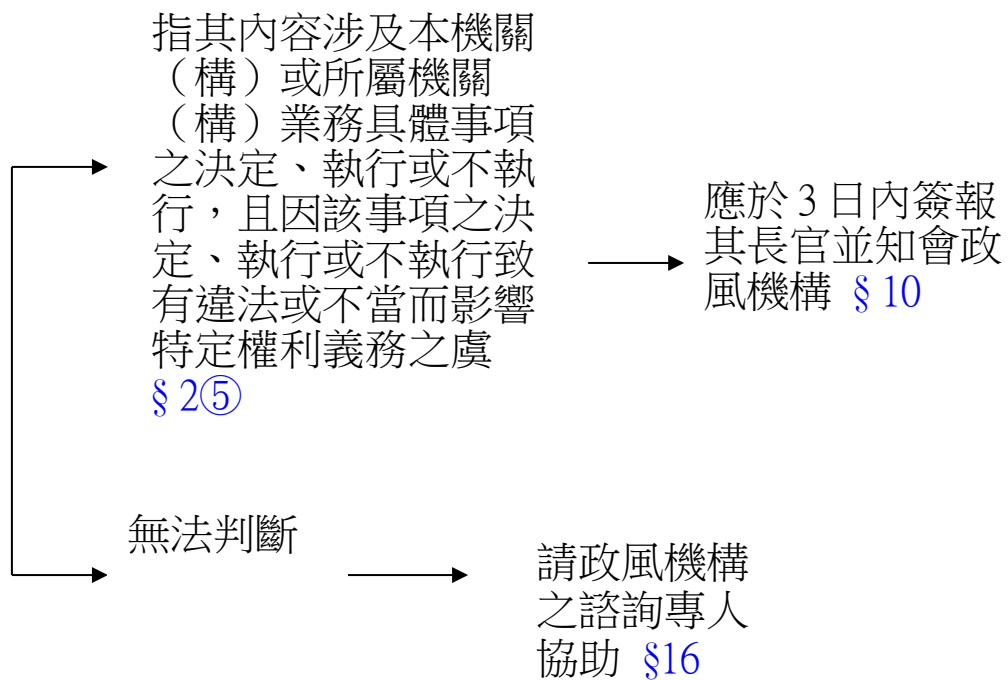 指其內容涉及本機關
（構）或所屬機關
（構）業務具體事項
之決定、執行或不執
行，且因該事項之決
定、執行或不執行致
有違法或不當而影響
特定權利義務之虞
§ 2⑤
應於 3 日內簽報
其長官並知會政
風機構 § 10
無法判斷
請政風機構
之諮詢專人
協助 §16